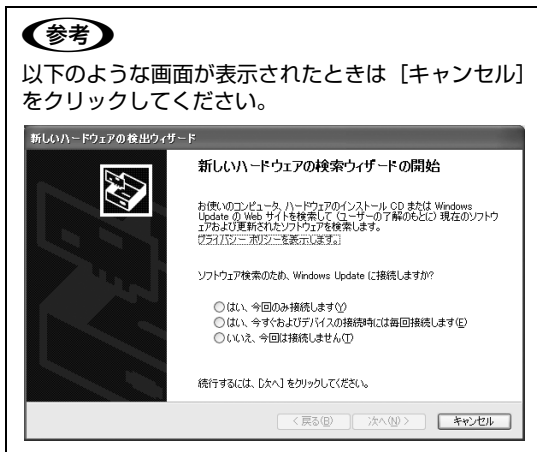 参考
以下のような画面が表示されたときは[キャンセル]
をクリックしてください。
新しいハードウェアの検出ウィザード
新しいハードウェアの検索ウィザードの開始
お使いのコンピュータ、ハードウェアのインストール CD または Windows
Update の Web サイトを検索して (ユーザーの了解のもとに) 現在のソフトウ
ェアおよび更新されたソフトウェアを検索します。
プライバシー ポリシーを表示します。
ソフトウェア検索のため、Windows Update に接続しますか?
はい、今回のみ接続します(Y)
はい、今すぐおよびデバイスの接続時には毎回接続します(E)
いいえ、今回は接続しません(T)
続行するには、[次へ] をクリックしてください。
< 戻る(B) 次へ(N) > キャンセル